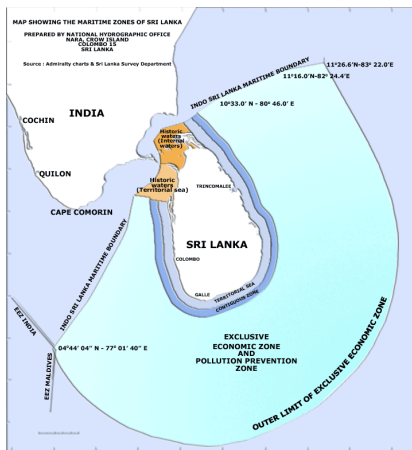 MAP SHOWING THE MARITIME ZONES OF SRI LANKA
PREPARED BY NATIONAL HYDROGRAPHIC OFFICE
NARA, CROW ISLAND
COLOMBO 15
SRI LANKA
Source : Admiralty charts & Sri Lanka Survey Department
INDO SRI LANKA MARITIME BOUNDARY
11°26.6'N-83° 22.0'E
11°16.0'N-82° 24.4'E
10°33.0' N - 80° 46.0' E
INDIA
COCHIN
Historic
waters
(Internal
waters)
QUILON
Historic
waters
(Territorial sea)
TRINCOMALEE
CAPE COMORIN
SRI LANKA
COLOMBO
INDO SRI LANKA MARITIME BOUNDARY
GALLE
TERRITORIAL SEA
CONTIGUOUS ZONE
EEZ INDIA
EEZ MALDIVES
04°44' 04" N - 77° 01' 40" E
EXCLUSIVE
ECONOMIC ZONE
AND
POLLUTION PREVENTION
ZONE
OUTER LIMIT OF EXCLUSIVE ECONOMIC ZONE